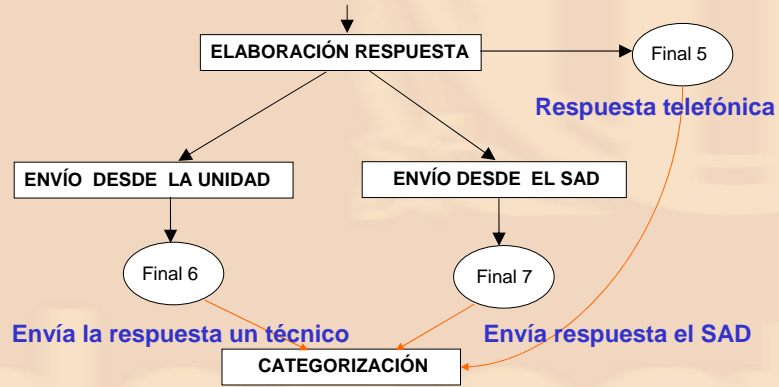 ELABORACIÓN RESPUESTA
Final 5
Respuesta telefónica
ENVÍO DESDE LA UNIDAD
ENVÍO DESDE EL SAD
Final 6
Final 7
Envía la respuesta un técnico
Envía respuesta el SAD
CATEGORIZACIÓN